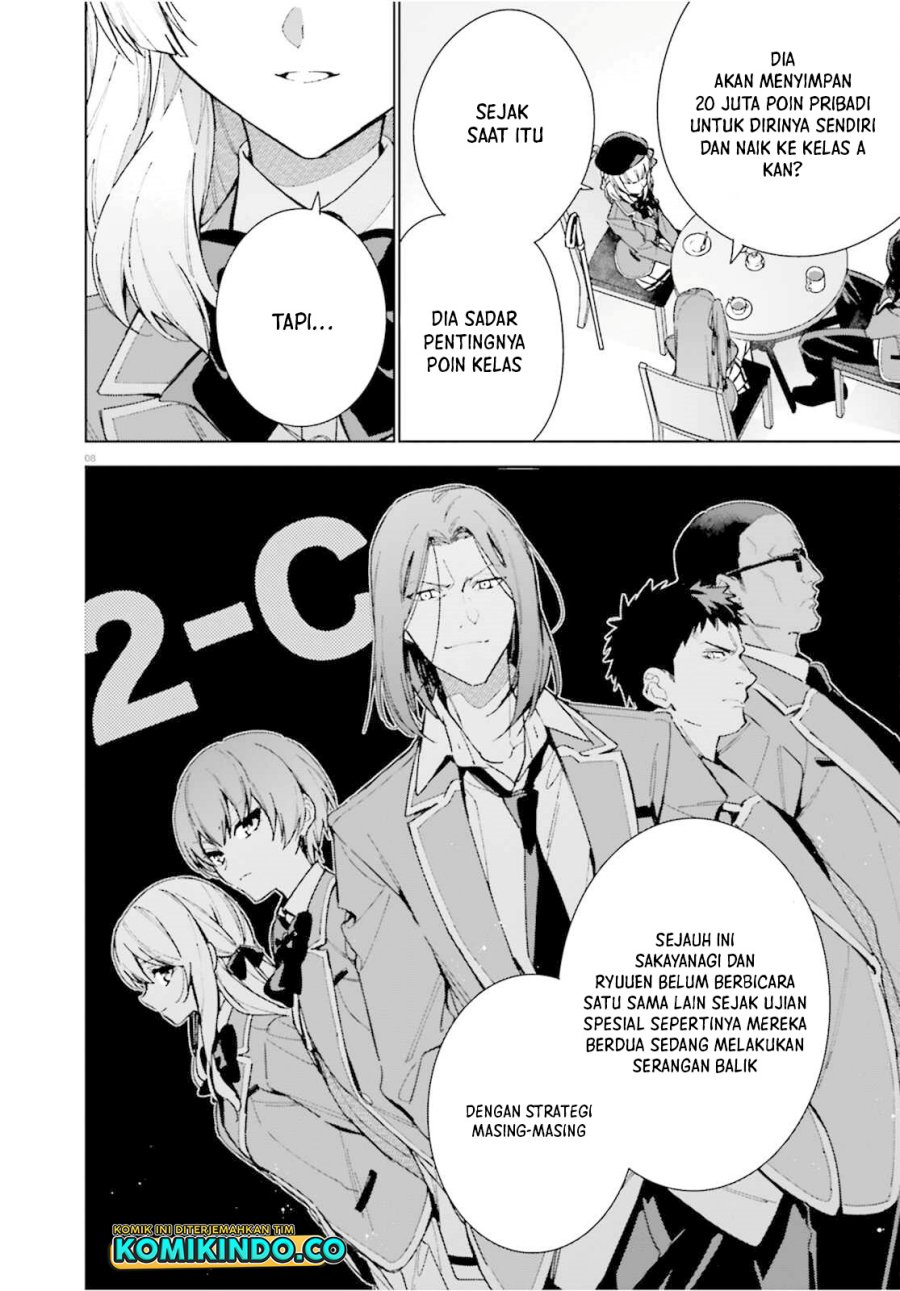 DIA
AKAN MENYIMPAN
20 JUTA POIN PRIBADI
UNTUK DIRINYA SENDIRI
DAN NAIK KE KELAS A
KAN?
SEJAK
SAAT ITU
DIA SADAR
PENTINGNYA
POIN KELAS
TAPI...
08
2-C
SEJAUH INI
SAKAYANAGI DAN
RYUUEN BELUM BERBICARA
SATU SAMA LAIN SEJAK UJIAN
SPESIAL SEPERTINYA MEREKA
BERDUA SEDANG MELAKUKAN
SERANGAN BALIK
DENGAN STRATEGI
MASING-MASING
KOMIK INI DITERJEMAHKAN TIM
KOMIKINDO.CO